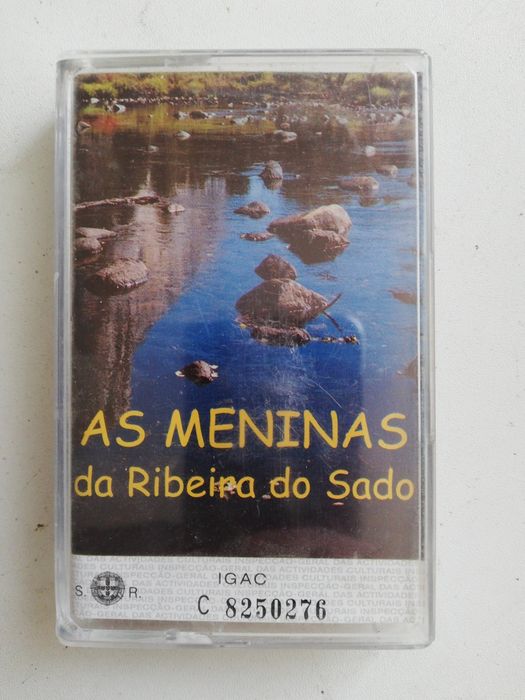 AS MENINAS
da Ribeira do Sado
IGAC
S. R.
C 8250276